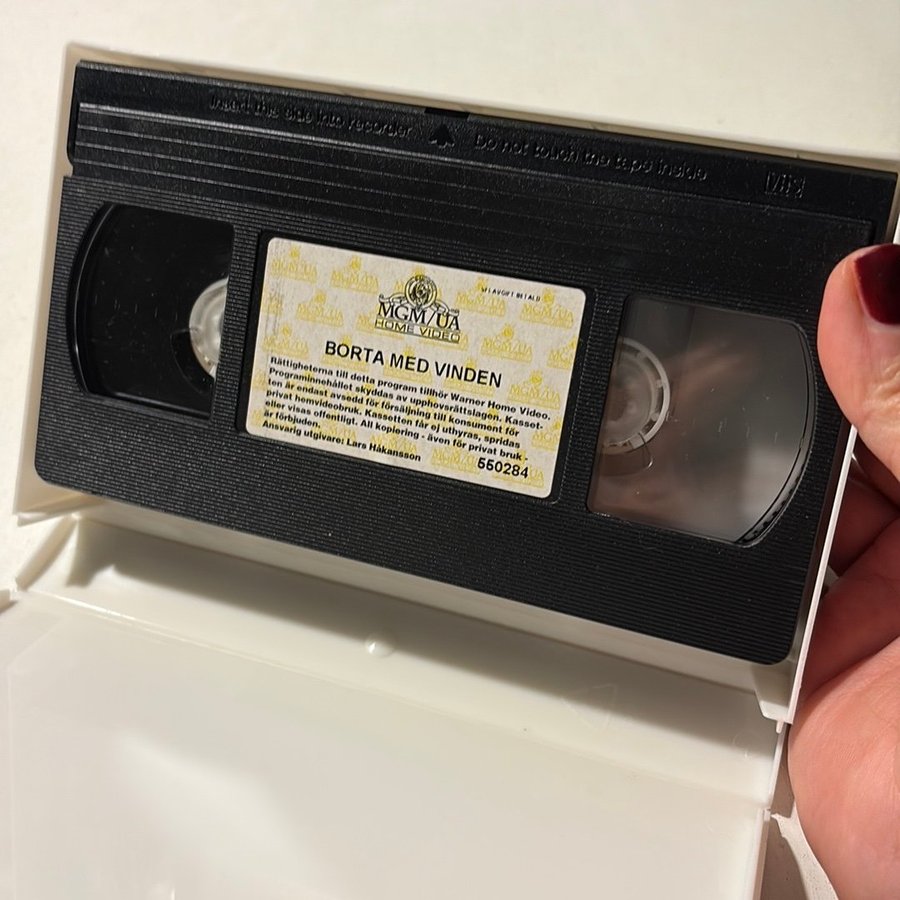 Insert this side into recorder Do not touch the tape inside VHS
VI AVGIFT BETALD
MGM/UA
HOME VIDEO
BORTA MED VINDEN
Rättigheterna till detta program tillhör Warner Home Video.
Programinnehållet skyddas av upphovsrättslagen. Kasset-
ten är endast avsedd för försäljning till konsument för
privat hemvideobruk. Kassetten får ej uthyras, spridas
eller visas offentligt. All kopiering - även för privat bruk -
är förbjuden.
Ansvarig utgivare: Lars Håkansson
550284